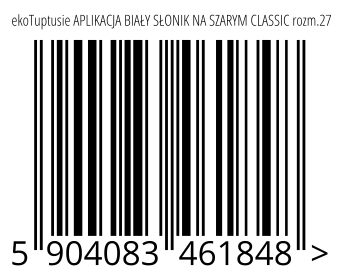 ekoTuptusie APLIKACJA BIAŁY SŁONIK NA SZARYM CLASSIC rozm.27
5 904083 461848 >